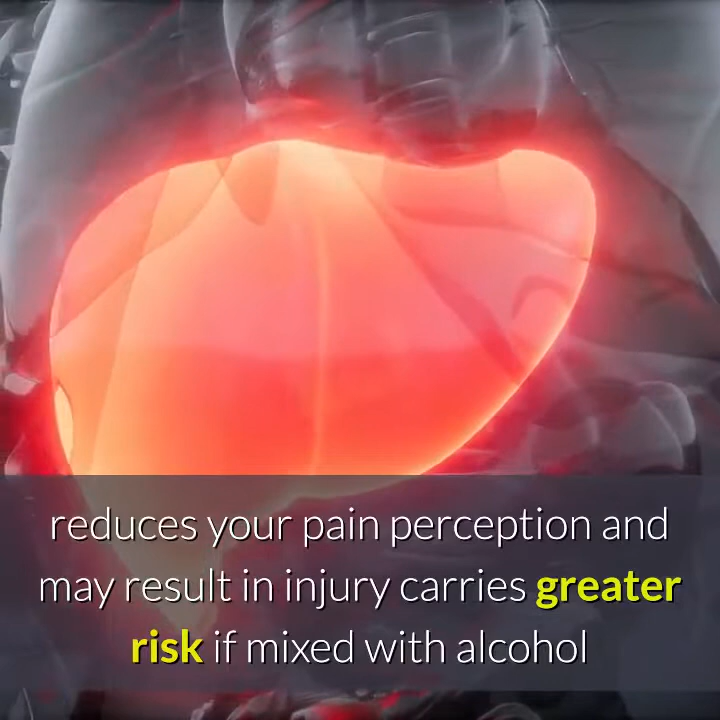 reduces your pain perception and
may result in injury carries greater
risk if mixed with alcohol